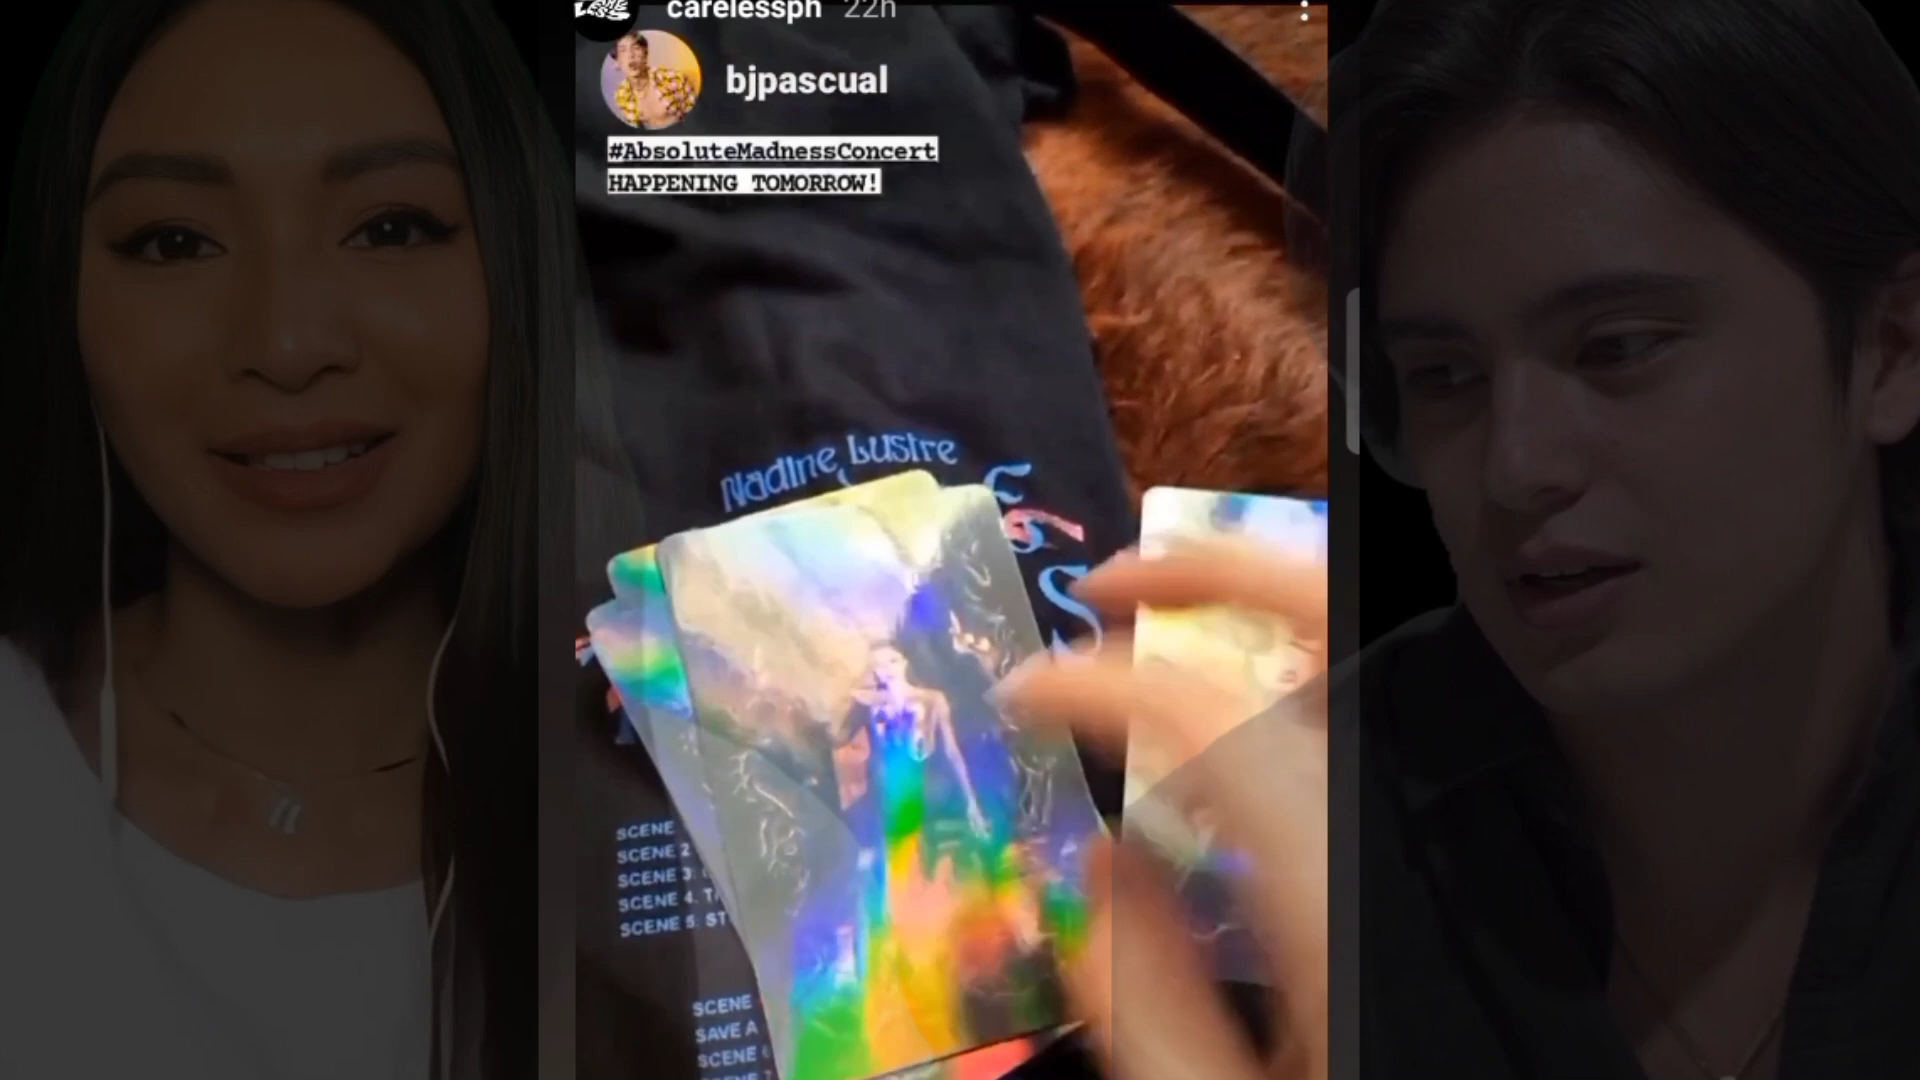 carelessph 22h
bjpascual
#AbsoluteMadnessConcert
HAPPENING TOMORROW!
Nadine Lustre
S
SCENE
SCENE 2
SCENE 3
SCENE 4.
SCENE 5. ST
SCENE
SAVE A
SCENE